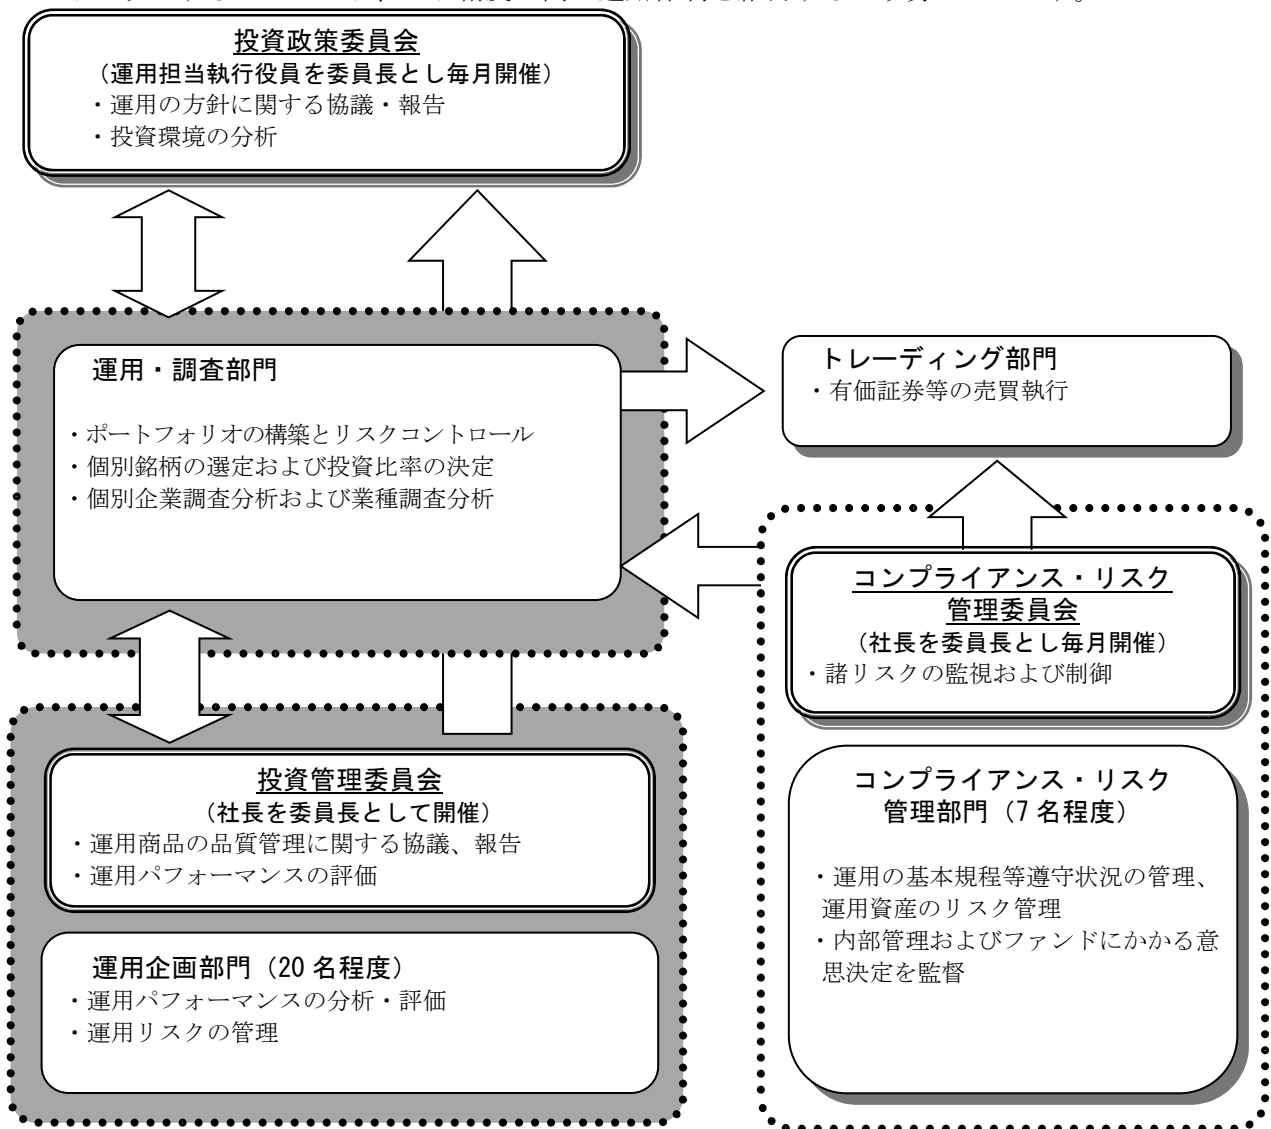 投資政策委員会
（運用担当執行役員を委員長とし毎月開催）
・運用の方針に関する協議・報告
・投資環境の分析
運用・調査部門
・ポートフォリオの構築とリスクコントロール
・個別銘柄の選定および投資比率の決定
・個別企業調査分析および業種調査分析
トレーディング部門
・有価証券等の売買執行
コンプライアンス・リスク
管理委員会
（社長を委員長とし毎月開催）
・諸リスクの監視および制御
投資管理委員会
（社長を委員長として開催）
・運用商品の品質管理に関する協議、報告
・運用パフォーマンスの評価
運用企画部門（20 名程度）
・運用パフォーマンスの分析・評価
・運用リスクの管理
コンプライアンス・リスク
管理部門（7 名程度）
・運用の基本規程等遵守状況の管理、
運用資産のリスク管理
・内部管理およびファンドにかかる意
思決定を監督